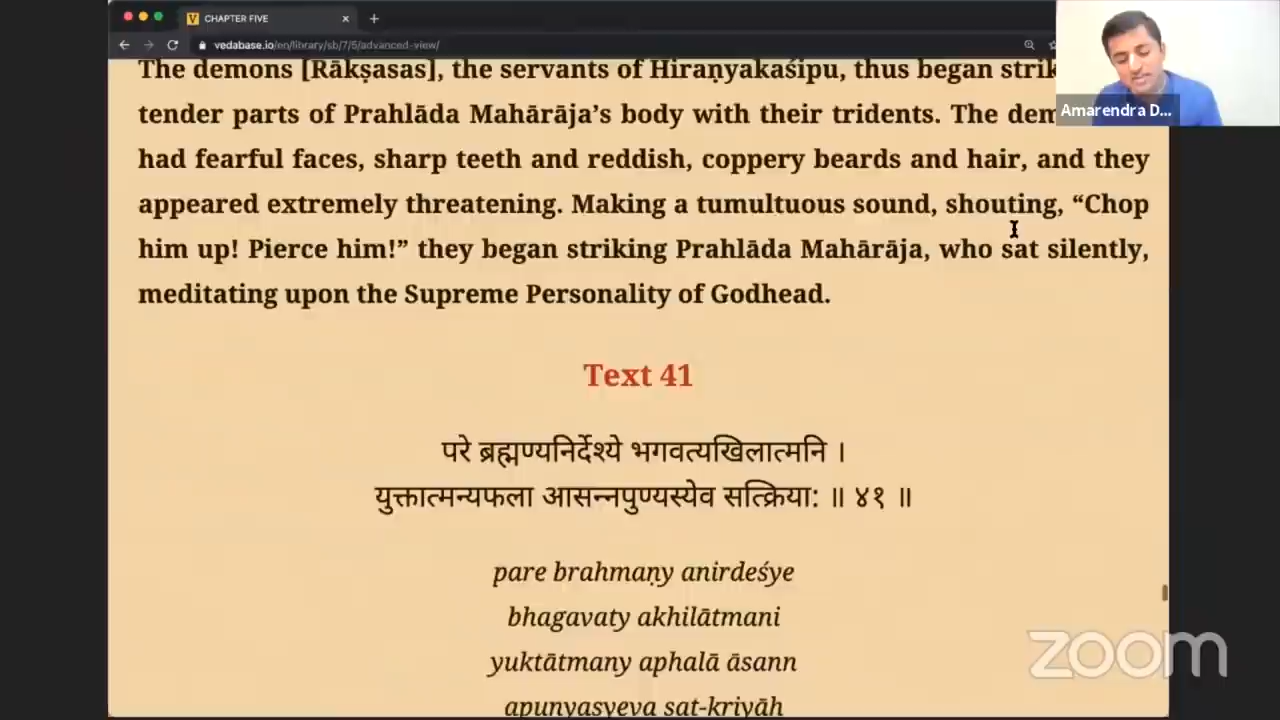 CHAPTER FIVE
vedabase.io/en/library/sb/7/5/advanced-view/
Amarendra D...
The demons [Rākṣasas], the servants of Hiraṇyakaśipu, thus began
tender parts of Prahlāda Mahārāja’s body with their tridents. The
had fearful faces, sharp teeth and reddish, coppery beards and hair, and they
appeared extremely threatening. Making a tumultuous sound, shouting, “Chop
him up! Pierce him!” they began striking Prahlāda Mahārāja, who sat silently,
meditating upon the Supreme Personality of Godhead.
Text 41
परे ब्रह्मण्यनिर्देश्ये भगवत्यखिलात्मनि ।
युक्तात्मन्यफला आसन्नपुण्यस्येव सत्क्रिया: ॥ ४१ ॥
pare brahmaṇy anirdeśye
bhagavaty akhilātmani
yuktātmany aphalā āsann
apuṇyasyeva sat-kriyāḥ
zoom